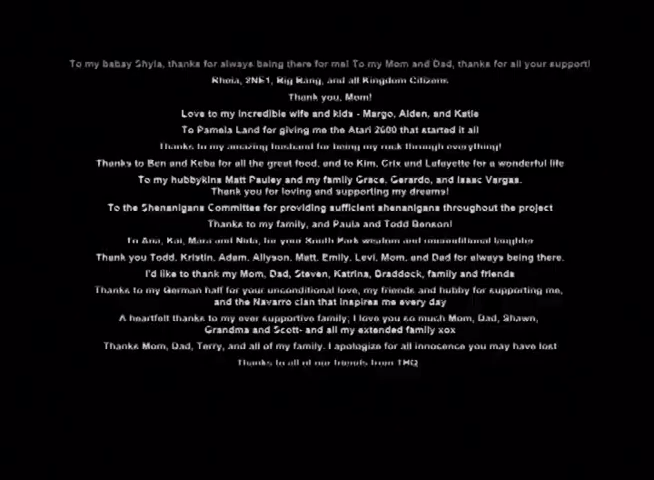 To my babay Shyla, thanks for always being there for me! To my Mom and Dad, thanks for all your support!
Rhela, 2NE1, Big Bang, and all Kingdom Citizens
Thank you, Mom!
Love to my incredible wife and kids - Margo, Aiden, and Katie
To Pamela Land for giving me the Atari 2600 that started it all
Thanks to my amazing husband for being my rock through everything!
Thanks to Ben and Keba for all the great food, and to Kim, Crix and Lafayette for a wonderful life
To my hubbykins Matt Pauley and my family Grace, Gerardo, and Isaac Vargas.
Thank you for loving and supporting my dreams!
To the Shenanigans Committee for providing sufficient shenanigans throughout the project
Thanks to my family, and Paula and Todd Benson!
To Ana, Kai, Mara and Nida, for your South Park wisdom and unconditional laughter
Thank you Todd, Kristin, Adam, Allyson, Matt, Emily, Levi, Mom, and Dad for always being there.
I'd like to thank my Mom, Dad, Steven, Katrina, Braddock, family and friends
Thanks to my German half for your unconditional love, my friends and hubby for supporting me,
and the Navarro clan that inspires me every day
A heartfelt thanks to my ever supportive family; I love you so much Mom, Dad, Shawn,
Grandma and Scott- and all my extended family xox
Thanks Mom, Dad, Terry, and all of my family. I apologize for all innocence you may have lost
Thanks to all of our friends from THQ